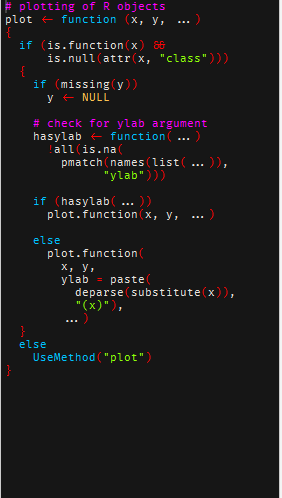 # plotting of R objects
plot ← function (x, y, ...)
{
  if (is.function(x) &&
      is.null(attr(x, "class")))
  {
    if (missing(y))
      y ← NULL

    # check for ylab argument
    hasylab ← function(...)
      !all(is.na(
        pmatch(names(list(...)),
              "ylab")))

    if (hasylab(...))
      plot.function(x, y, ...)

    else
      plot.function(
        x, y,
        ylab = paste(
          deparse(substitute(x)),
          "(x)"),
        ...)
  }
  else
    UseMethod("plot")
}